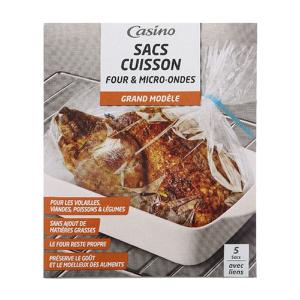 Casino
SACS
CUISSON
FOUR & MICRO-ONDES
GRAND MODÈLE
POUR LES VOLAILLES,
VIANDES, POISSONS & LÉGUMES
SANS AJOUT DE
MATIÈRES GRASSES
LE FOUR RESTE PROPRE
PRÉSERVE LE GOÛT
ET LE MOELLEUX DES ALIMENTS
5
Sacs
avec
liens